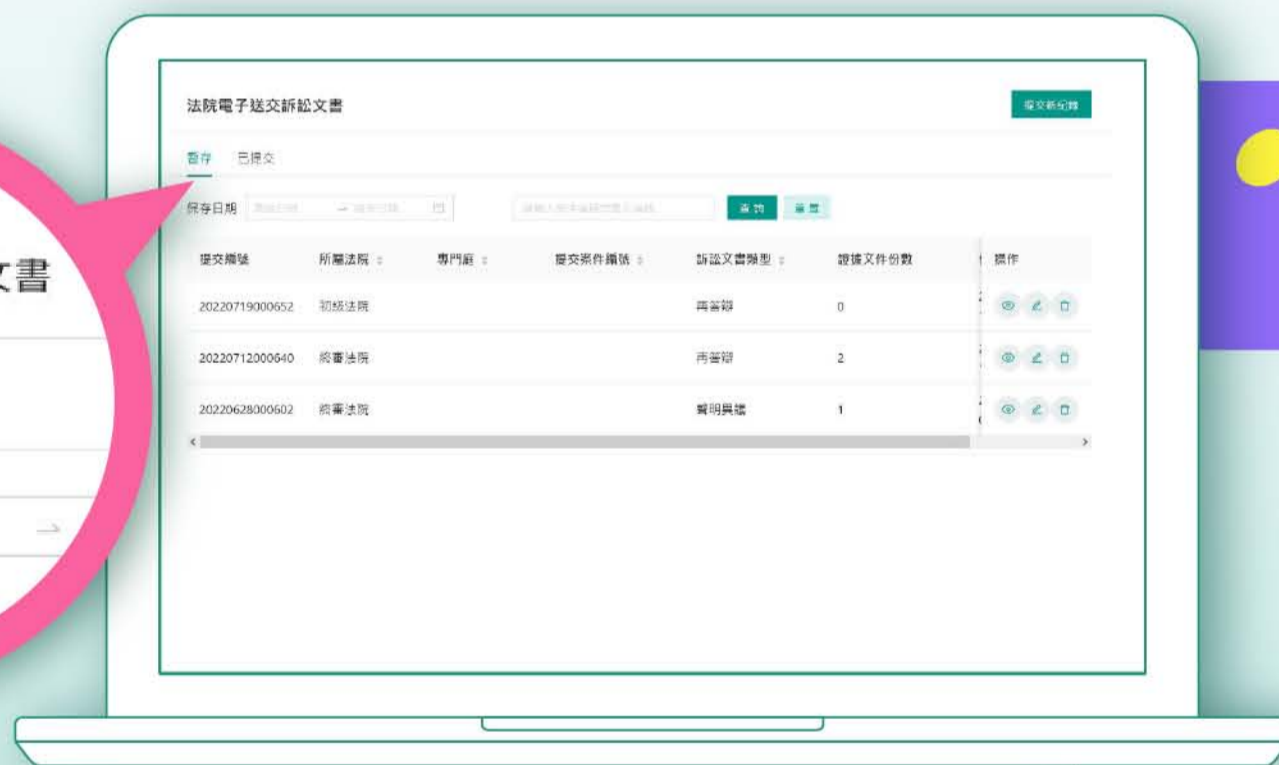 文書
法院電子送交訴訟文書
提交新紀錄
暫存 已提交
保存日期
查詢 重置
提交編號 所屬法院 專門庭 提交案件編號 訴訟文書類型 證據文件份數 操作
20220719000652 初級法院 再答辯 0
20220712000640 終審法院 再答辯 2
20220628000602 終審法院 聲明異議 1